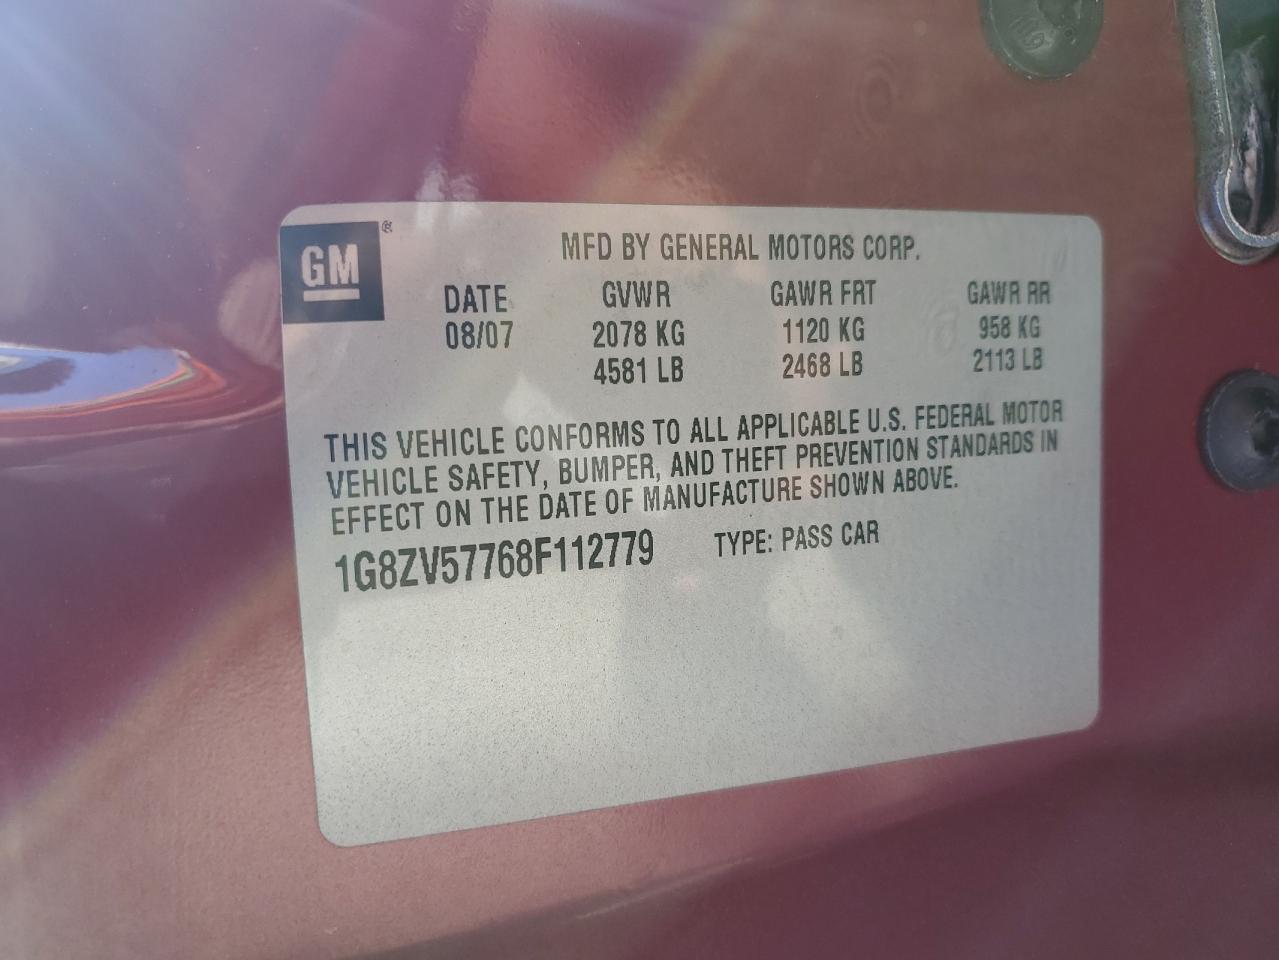 GM ®
MFD BY GENERAL MOTORS CORP.
DATE GVWR GAWR FRT GAWR RR
08/07 2078 KG 1120 KG 958 KG
4581 LB 2468 LB 2113 LB
THIS VEHICLE CONFORMS TO ALL APPLICABLE U.S. FEDERAL MOTOR
VEHICLE SAFETY, BUMPER, AND THEFT PREVENTION STANDARDS IN
EFFECT ON THE DATE OF MANUFACTURE SHOWN ABOVE.
1G8ZV57768F112779 TYPE: PASS CAR